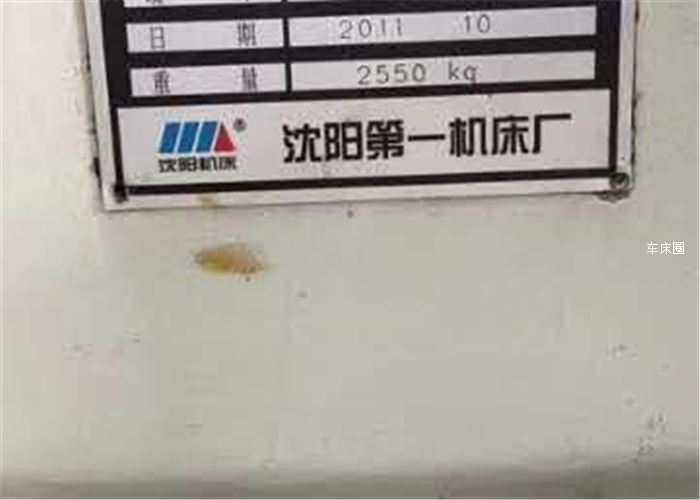 日 期 2011 10
重 量 2550 kg
沈阳机床® 沈阳第一机床厂
车床圈